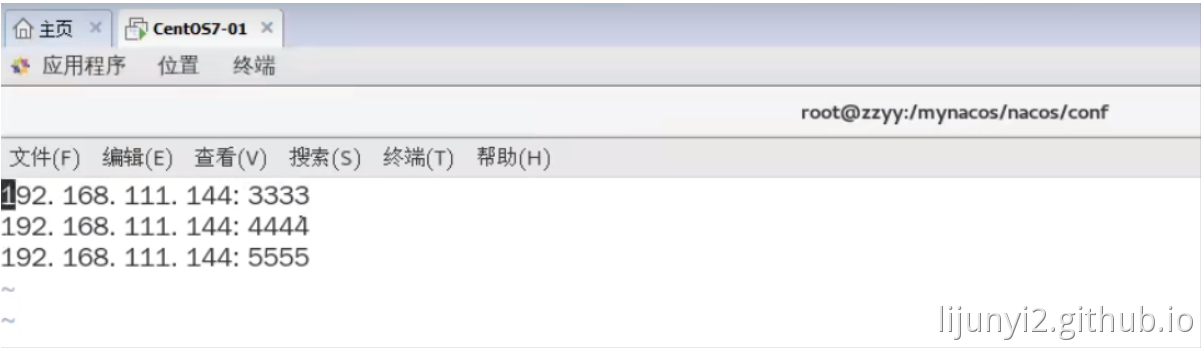 主页 × CentOS7-01 ×
应用程序 位置 终端
root@zzyy:/mynacos/nacos/conf
文件(F) 编辑(E) 查看(V) 搜索(S) 终端(T) 帮助(H)
192.168.111.144:3333
192.168.111.144:4444
192.168.111.144:5555
~
~
lijunyi2.github.io